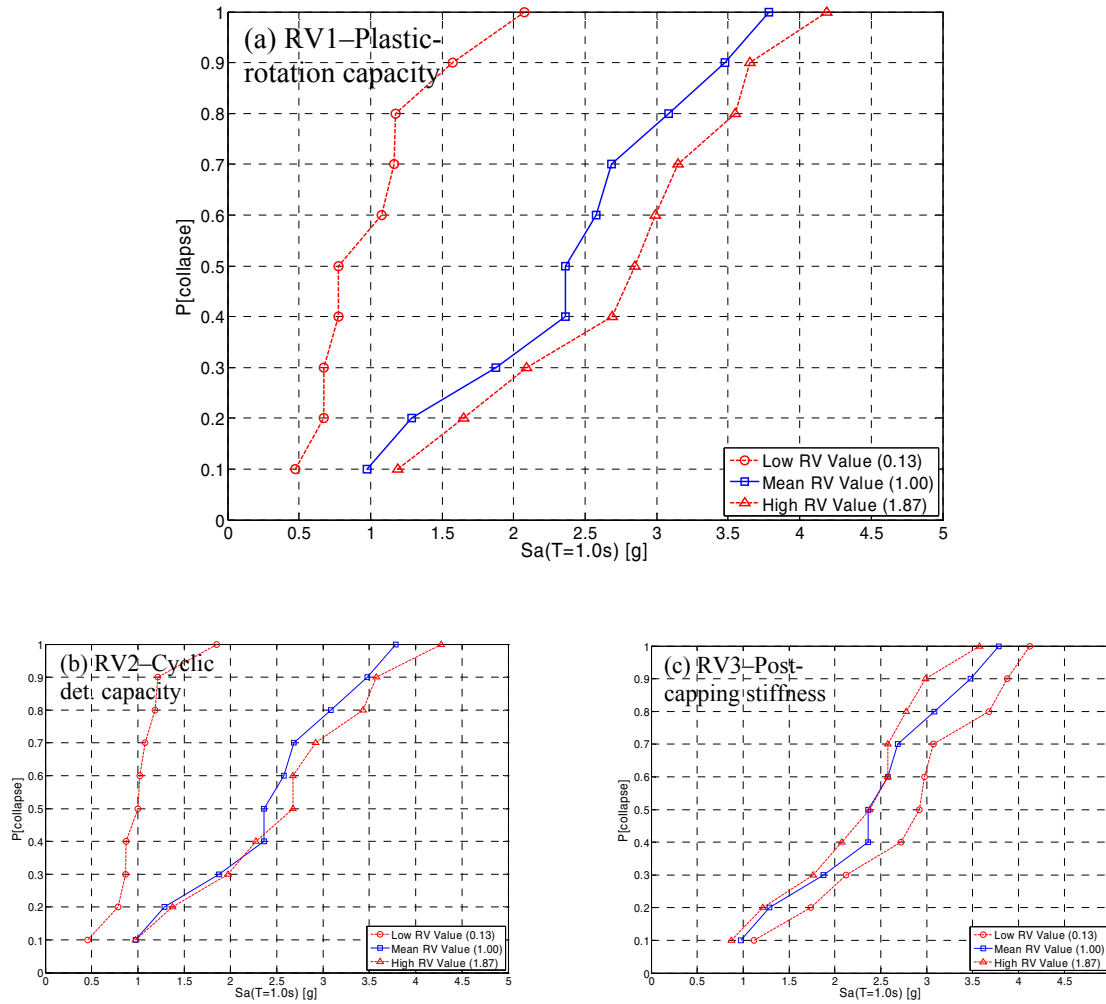 (a) RV1–Plastic-
rotation capacity
P[collapse]
1
0.9
0.8
0.7
0.6
0.5
0.4
0.3
0.2
0.1
0
0 0.5 1 1.5 2 2.5 3 3.5 4 4.5 5
Sa(T=1.0s) [g]
Low RV Value (0.13)
Mean RV Value (1.00)
High RV Value (1.87)
(b) RV2–Cyclic
det. capacity
P[collapse]
1
0.9
0.8
0.7
0.6
0.5
0.4
0.3
0.2
0.1
0
0 0.5 1 1.5 2 2.5 3 3.5 4 4.5 5
Sa(T=1.0s) [g]
Low RV Value (0.13)
Mean RV Value (1.00)
High RV Value (1.87)
(c) RV3–Post-
capping stiffness
P[collapse]
1
0.9
0.8
0.7
0.6
0.5
0.4
0.3
0.2
0.1
0
0 0.5 1 1.5 2 2.5 3 3.5 4 4.5
Sa(T=1.0s) [g]
Low RV Value (0.13)
Mean RV Value (1.00)
High RV Value (1.87)